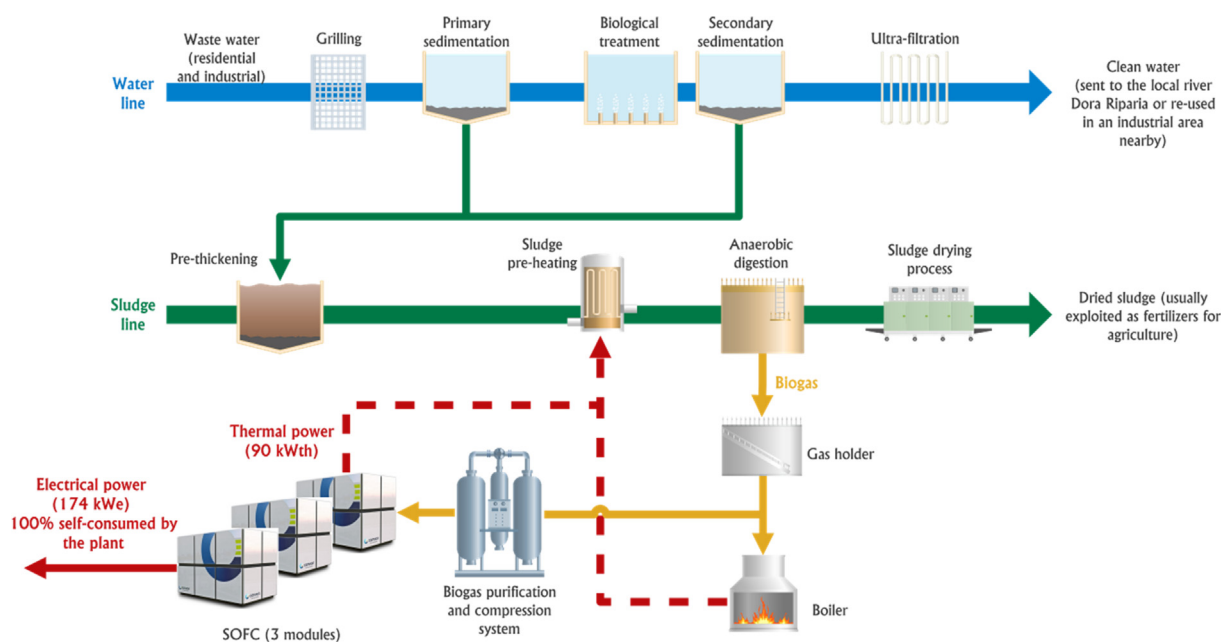 Waste water
(residential
and industrial)
Grilling
Primary
sedimentation
Biological
treatment
Secondary
sedimentation
Ultra-filtration
Water
line
Clean water
(sent to the local river
Dora Riparia or re-used
in an industrial area
nearby)
Pre-thickening
Sludge
pre-heating
Anaerobic
digestion
Sludge drying
process
Sludge
line
Dried sludge (usually
exploited as fertilizers for
agriculture)
Biogas
Thermal power
(90 kWth)
Gas holder
Electrical power
(174 kWe)
100% self-consumed by
the plant
Biogas purification
and compression
system
Boiler
SOFC (3 modules)